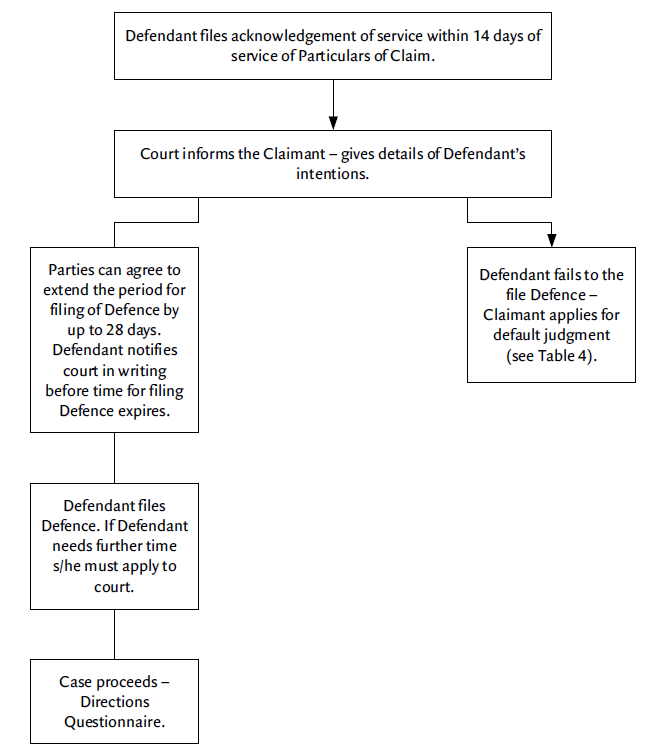 Defendant files acknowledgement of service within 14 days of
service of Particulars of Claim.
Court informs the Claimant – gives details of Defendant's
intentions.
Parties can agree to
extend the period for
filing of Defence by
up to 28 days.
Defendant notifies
court in writing
before time for filing
Defence expires.
Defendant fails to the
file Defence –
Claimant applies for
default judgment
(see Table 4).
Defendant files
Defence. If Defendant
needs further time
s/he must apply to
court.
Case proceeds –
Directions
Questionnaire.